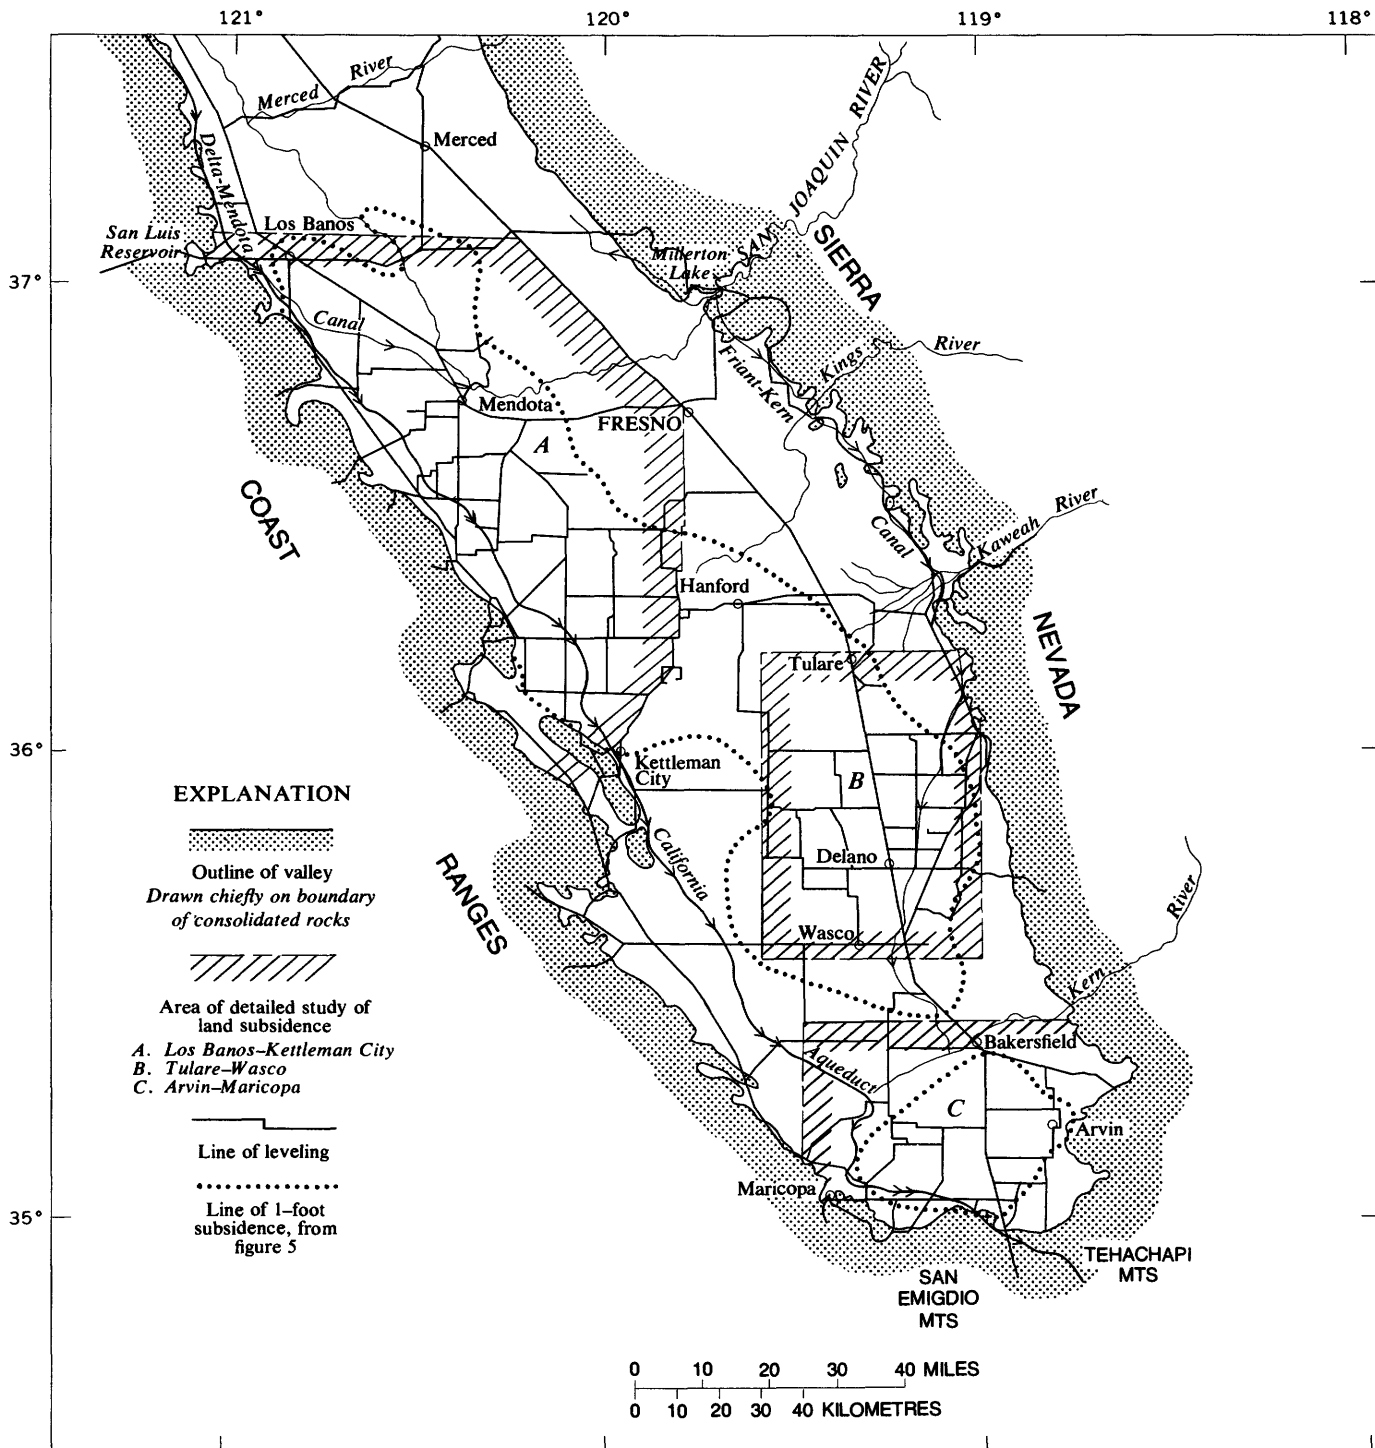 121° 120° 119° 118°
Merced River
Merced
Delta-Mendota
Canal
San Luis
Reservoir
Los Banos
SAN JOAQUIN RIVER
Millerton
Lake
SIERRA
37°
Friant-Kern
Canal
Kings River
Mendota
FRESNO
A
COAST
Kaweah River
Hanford
NEVADA
Tulare
36°
Kettleman
City
B
California
Delano
RANGES
Wasco
Kern River
Aqueduct
Bakersfield
C
Arvin
Maricopa
35°
TEHACHAPI
MTS
SAN
EMIGDIO
MTS
EXPLANATION
Outline of valley
Drawn chiefly on boundary
of consolidated rocks
Area of detailed study of
land subsidence
A. Los Banos–Kettleman City
B. Tulare–Wasco
C. Arvin–Maricopa
Line of leveling
Line of 1–foot
subsidence, from
figure 5
0 10 20 30 40 MILES
0 10 20 30 40 KILOMETRES